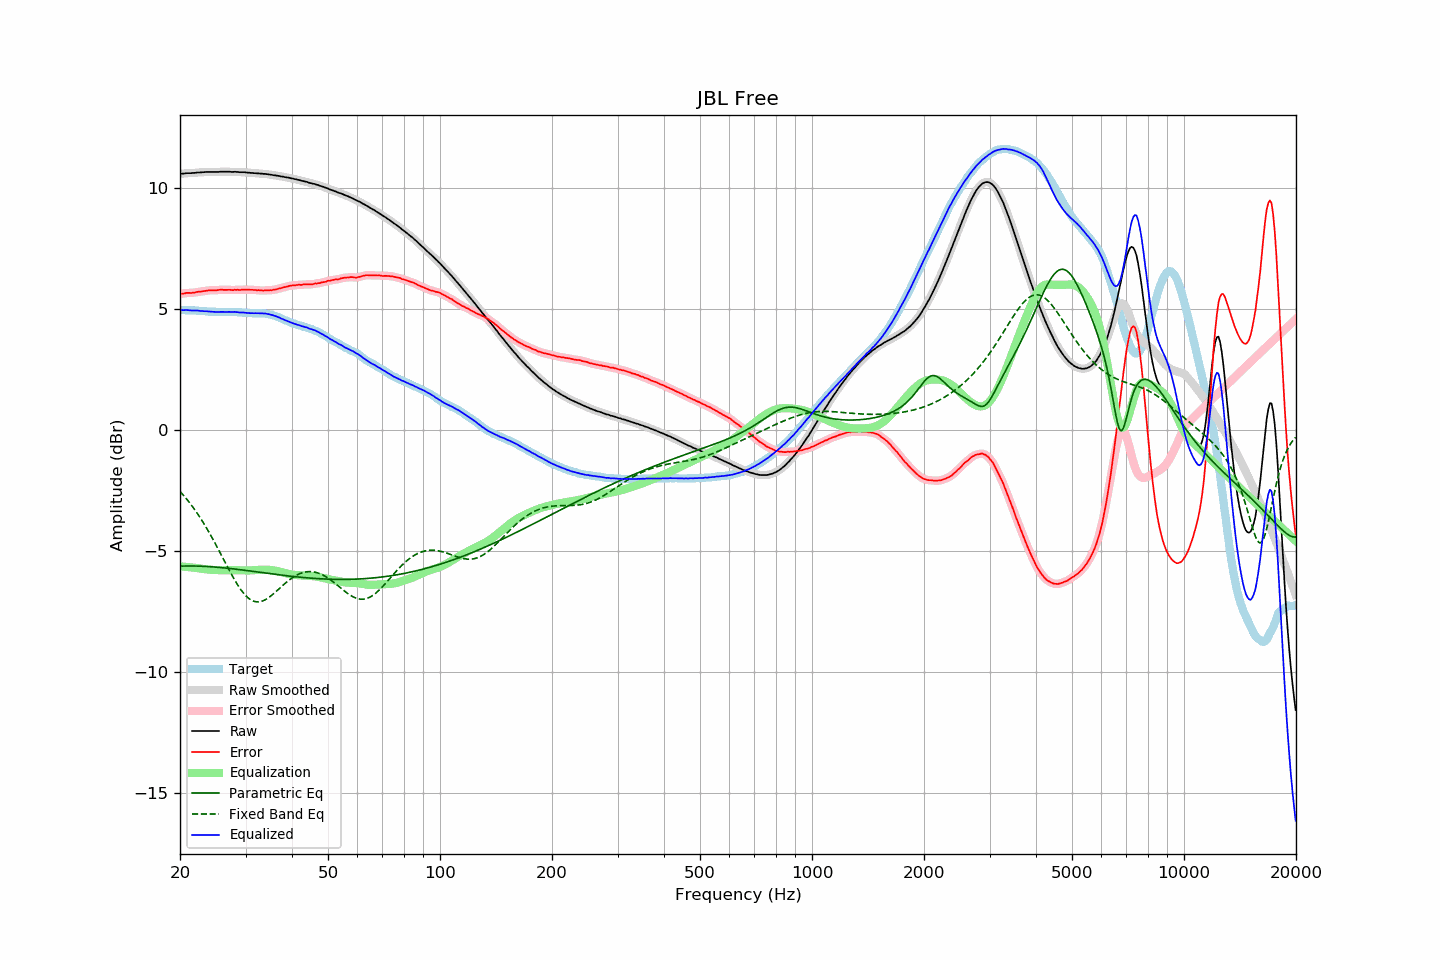 JBL Free
Amplitude (dBr)
10
5
0
−5
−10
−15
Target
Raw Smoothed
Error Smoothed
Raw
Error
Equalization
Parametric Eq
Fixed Band Eq
Equalized
20 50 100 200 500 1000 2000 5000 10000 20000
Frequency (Hz)